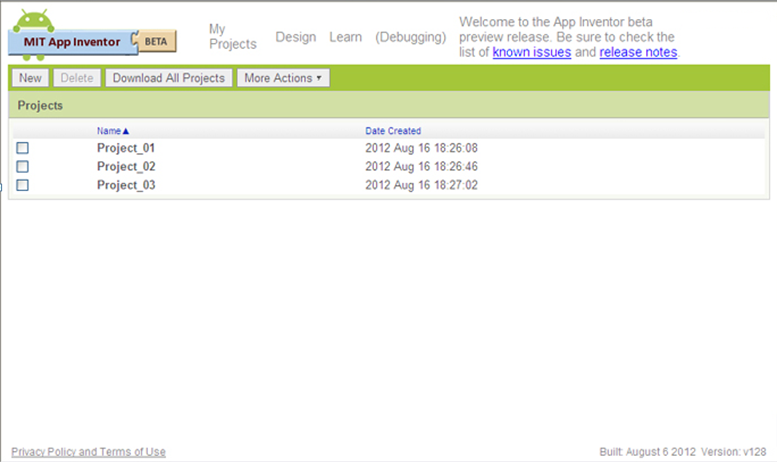 MIT App Inventor BETA
My Projects Design Learn (Debugging)
Welcome to the App Inventor beta
preview release. Be sure to check the
list of known issues and release notes.
New Delete Download All Projects More Actions ▾
Projects
Name▲ Date Created
Project_01 2012 Aug 16 18:26:08
Project_02 2012 Aug 16 18:26:46
Project_03 2012 Aug 16 18:27:02
Privacy Policy and Terms of Use Built: August 6 2012 Version: v128